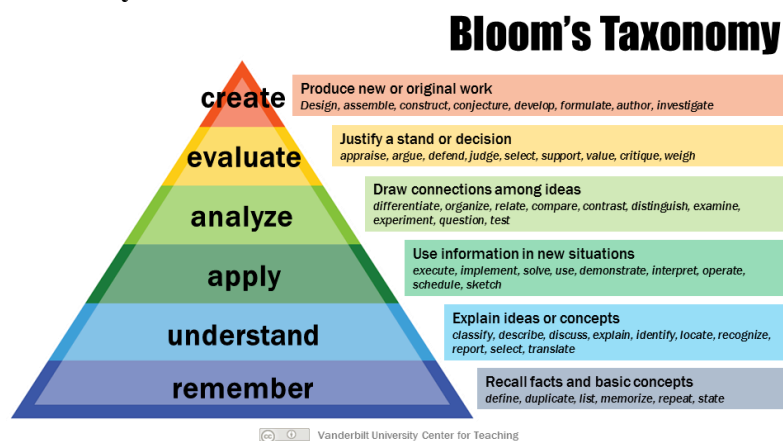 Bloom's Taxonomy
create
Produce new or original work
Design, assemble, construct, conjecture, develop, formulate, author, investigate
evaluate
Justify a stand or decision
appraise, argue, defend, judge, select, support, value, critique, weigh
analyze
Draw connections among ideas
differentiate, organize, relate, compare, contrast, distinguish, examine,
experiment, question, test
apply
Use information in new situations
execute, implement, solve, use, demonstrate, interpret, operate,
schedule, sketch
understand
Explain ideas or concepts
classify, describe, discuss, explain, identify, locate, recognize,
report, select, translate
remember
Recall facts and basic concepts
define, duplicate, list, memorize, repeat, state
cc Vanderbilt University Center for Teaching